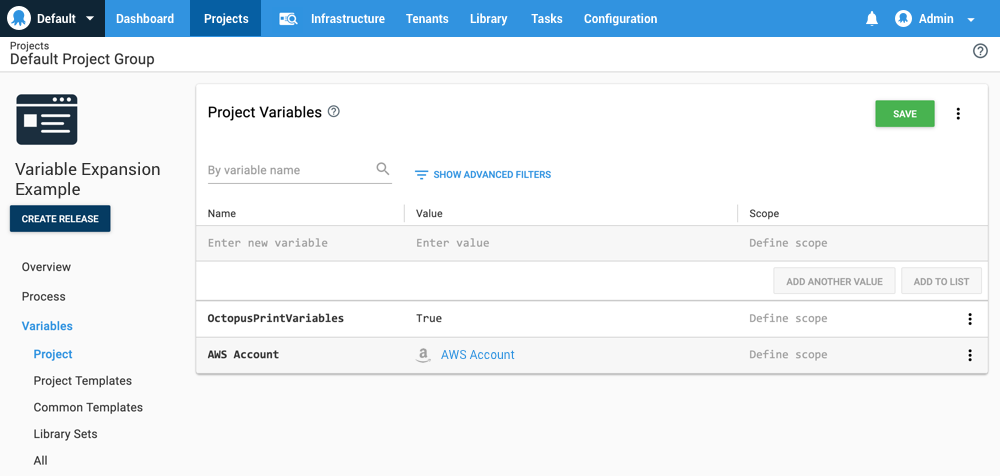 Default Dashboard Projects Infrastructure Tenants Library Tasks Configuration Admin
Projects
Default Project Group
Variable Expansion
Example
CREATE RELEASE
Overview
Process
Variables
Project
Project Templates
Common Templates
Library Sets
All
Project Variables
SAVE
By variable name
SHOW ADVANCED FILTERS
Name Value Scope
Enter new variable Enter value Define scope
ADD ANOTHER VALUE ADD TO LIST
OctopusPrintVariables True Define scope
AWS Account AWS Account Define scope